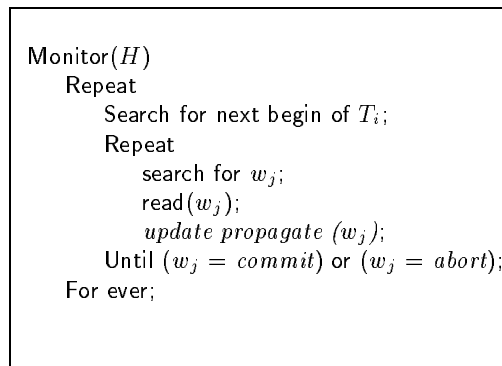 Monitor(H)
Repeat
Search for next begin of T_i;
Repeat
search for w_j;
read(w_j);
update propagate (w_j);
Until (w_j = commit) or (w_j = abort);
For ever;